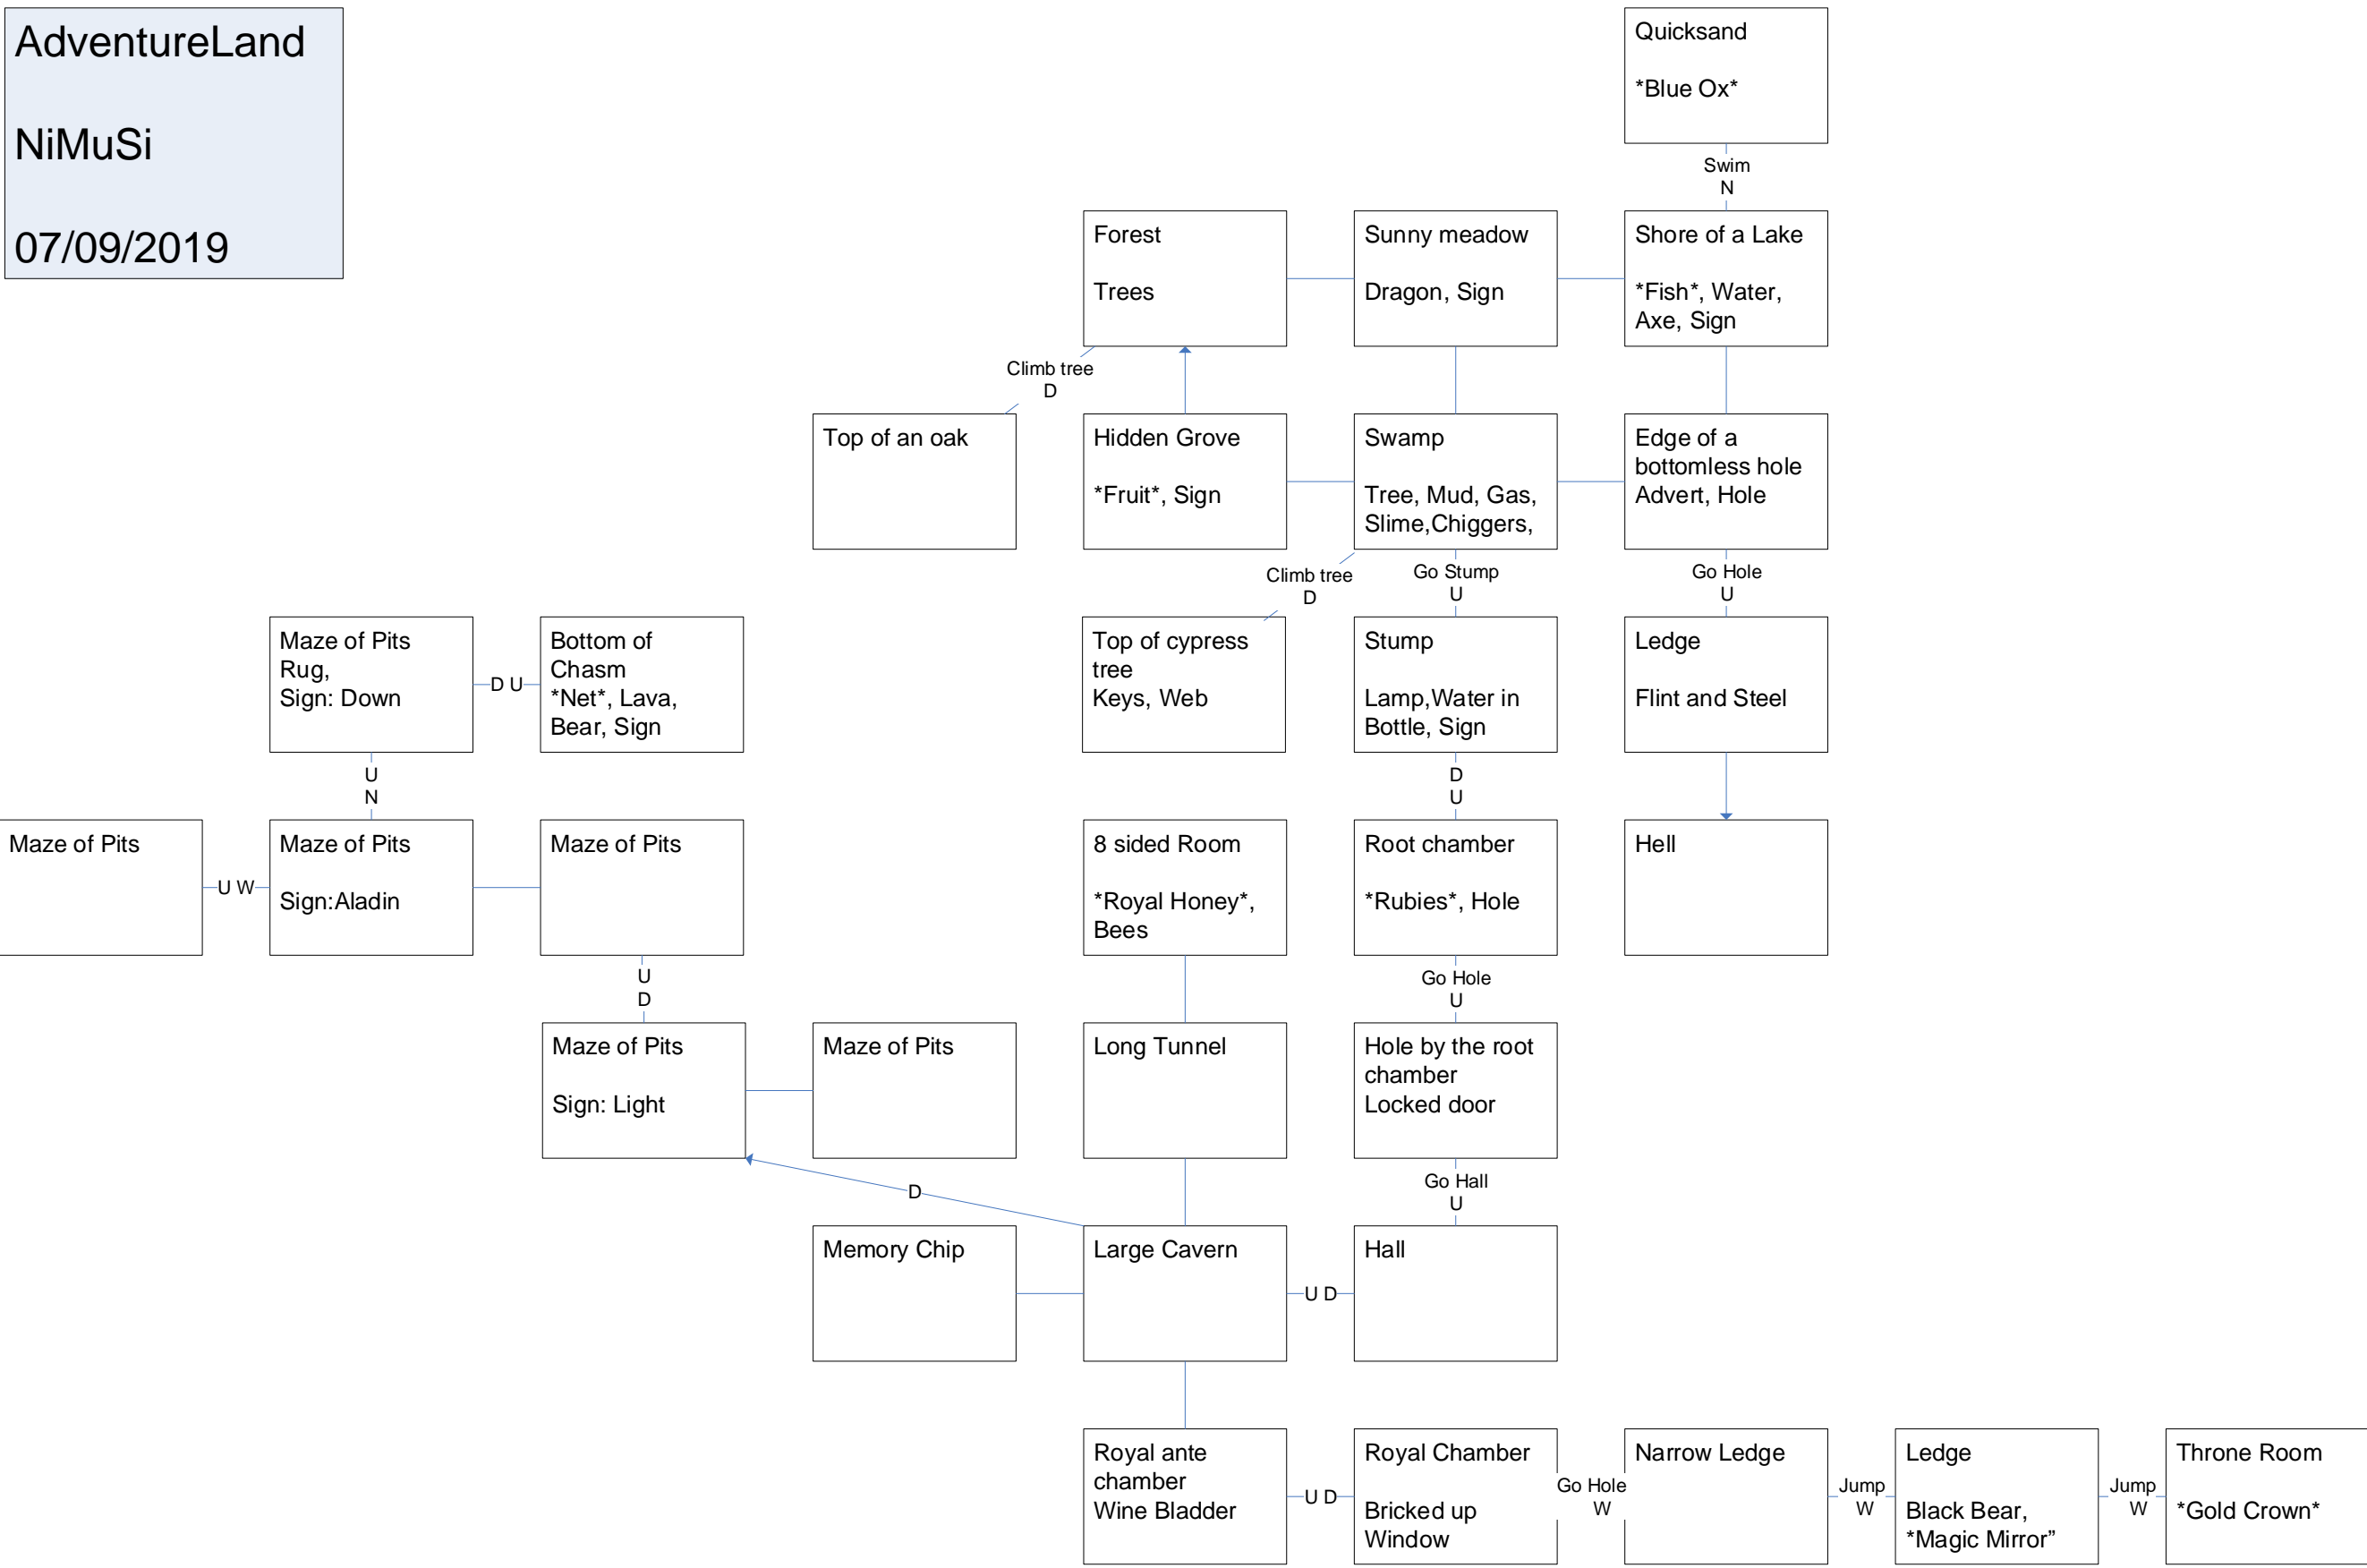 AdventureLand
NiMuSi
07/09/2019
Quicksand
*Blue Ox*
Swim
N
Forest
Trees
Sunny meadow
Dragon, Sign
Shore of a Lake
*Fish*, Water,
Axe, Sign
Climb tree
D
Top of an oak
Hidden Grove
*Fruit*, Sign
Swamp
Tree, Mud, Gas,
Slime,Chiggers,
Edge of a
bottomless hole
Advert, Hole
Climb tree
D
Go Stump
U
Go Hole
U
Maze of Pits
Rug,
Sign: Down
D U
Bottom of
Chasm
*Net*, Lava,
Bear, Sign
Top of cypress
tree
Keys, Web
Stump
Lamp,Water in
Bottle, Sign
Ledge
Flint and Steel
U
N
D
U
Maze of Pits
U W
Maze of Pits
Sign:Aladin
Maze of Pits
8 sided Room
*Royal Honey*,
Bees
Root chamber
*Rubies*, Hole
Hell
U
D
Go Hole
U
Maze of Pits
Sign: Light
Maze of Pits
Long Tunnel
Hole by the root
chamber
Locked door
D
Go Hall
U
Memory Chip
Large Cavern
U D
Hall
Royal ante
chamber
Wine Bladder
U D
Royal Chamber
Bricked up
Window
Go Hole
W
Narrow Ledge
Jump
W
Ledge
Black Bear,
*Magic Mirror”
Jump
W
Throne Room
*Gold Crown*